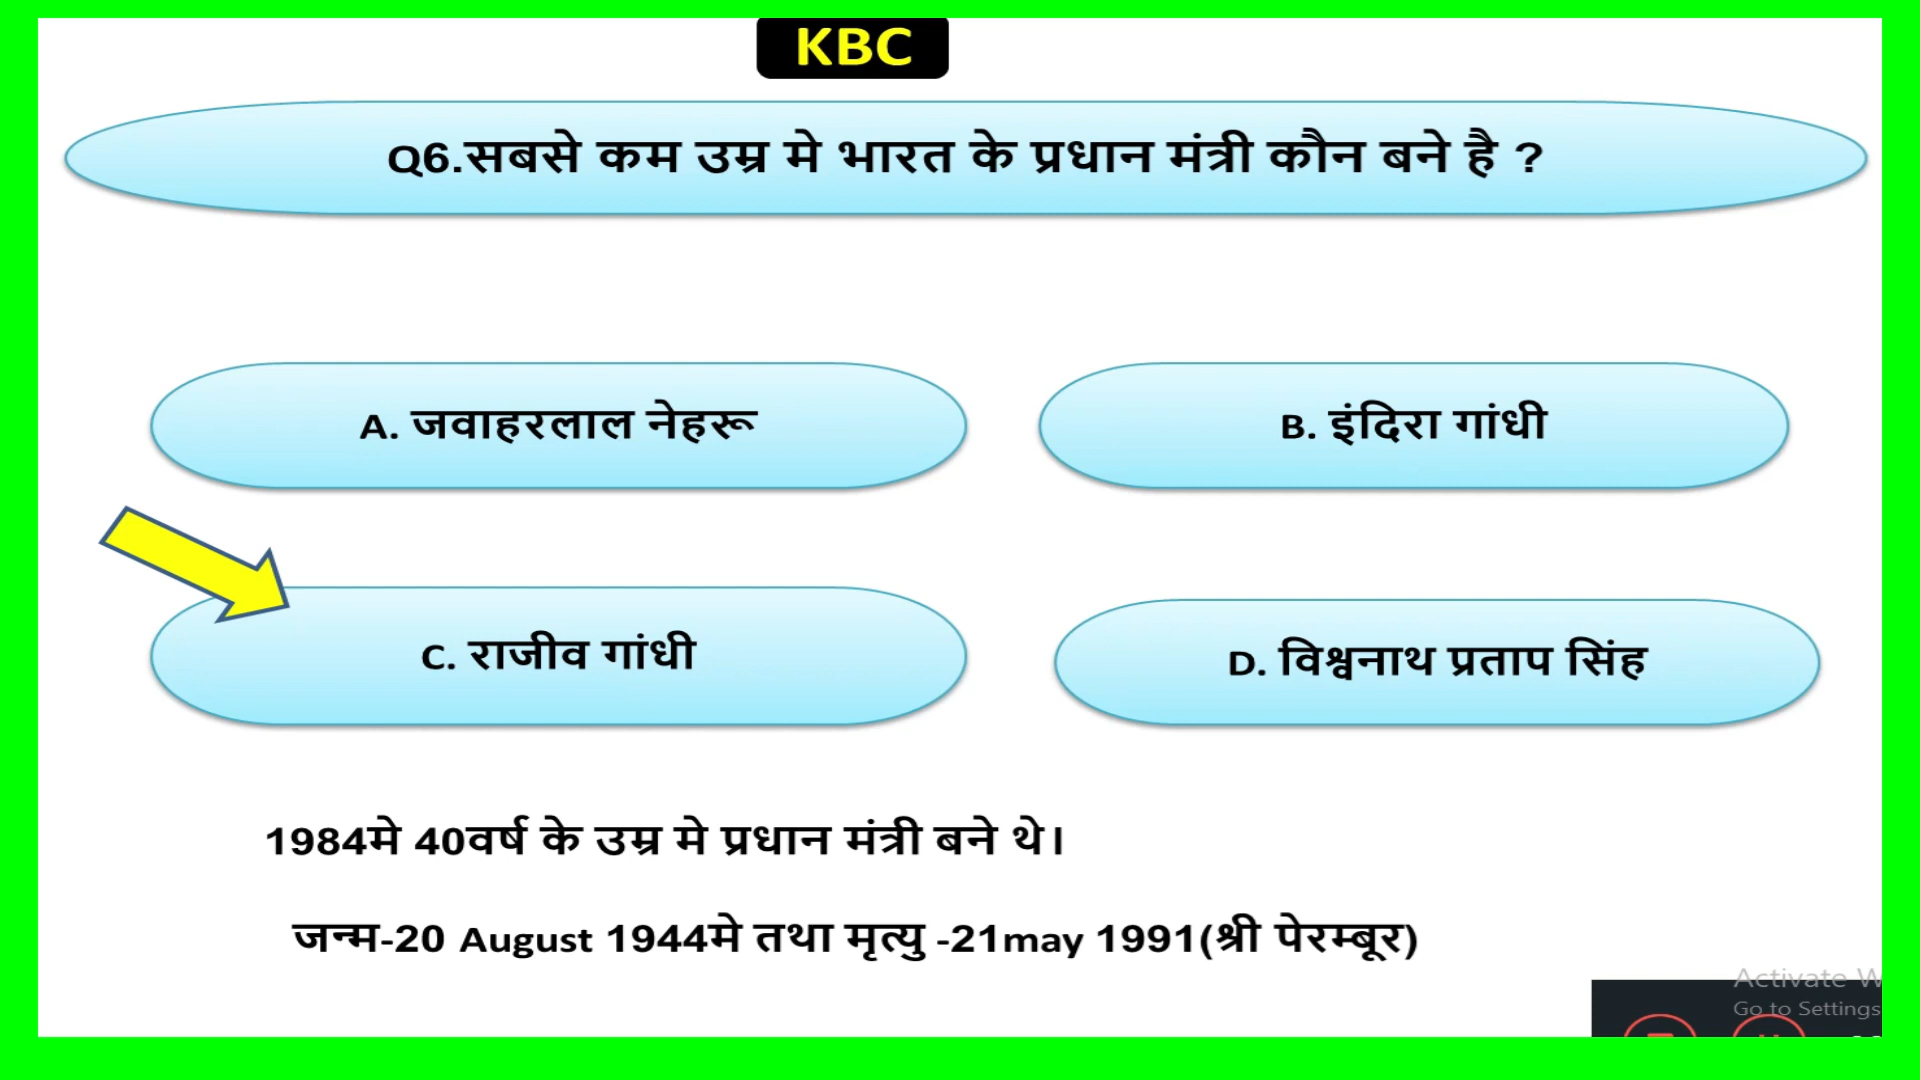 KBC
Q6.सबसे कम उम्र मे भारत के प्रधान मंत्री कौन बने है ?
A. जवाहरलाल नेहरू
B. इंदिरा गांधी
C. राजीव गांधी
D. विश्वनाथ प्रताप सिंह
1984मे 40वर्ष के उम्र मे प्रधान मंत्री बने थे।
जन्म-20 August 1944मे तथा मृत्यु -21may 1991(श्री पेरम्बूर)
Activate W
Go to Settings